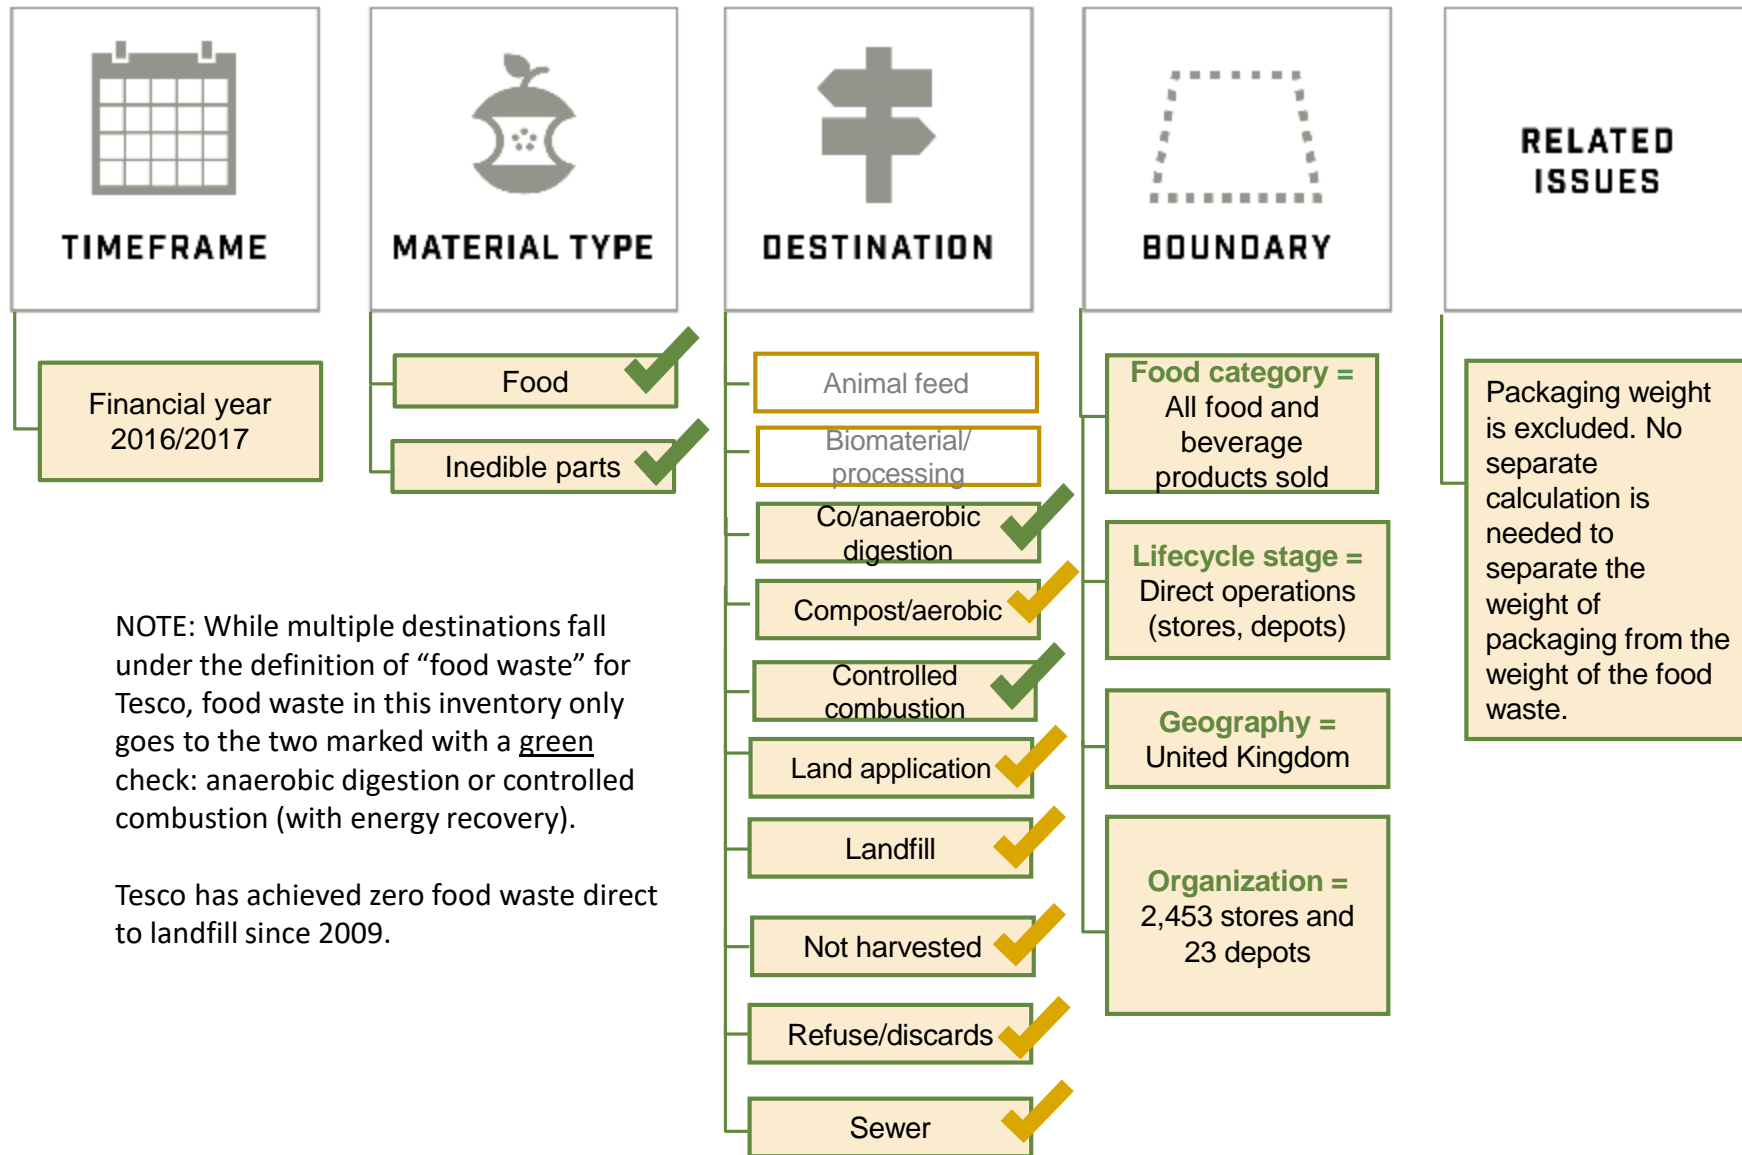 TIMEFRAME
Financial year
2016/2017
MATERIAL TYPE
Food
Inedible parts
DESTINATION
Animal feed
Biomaterial/
processing
Co/anaerobic
digestion
Compost/aerobic
Controlled
combustion
Land application
Landfill
Not harvested
Refuse/discards
Sewer
BOUNDARY
Food category =
All food and
beverage
products sold
Lifecycle stage =
Direct operations
(stores, depots)
Geography =
United Kingdom
Organization =
2,453 stores and
23 depots
RELATED
ISSUES
Packaging weight
is excluded. No
separate
calculation is
needed to
separate the
weight of
packaging from the
weight of the food
waste.
NOTE: While multiple destinations fall
under the definition of “food waste” for
Tesco, food waste in this inventory only
goes to the two marked with a green
check: anaerobic digestion or controlled
combustion (with energy recovery).
Tesco has achieved zero food waste direct
to landfill since 2009.